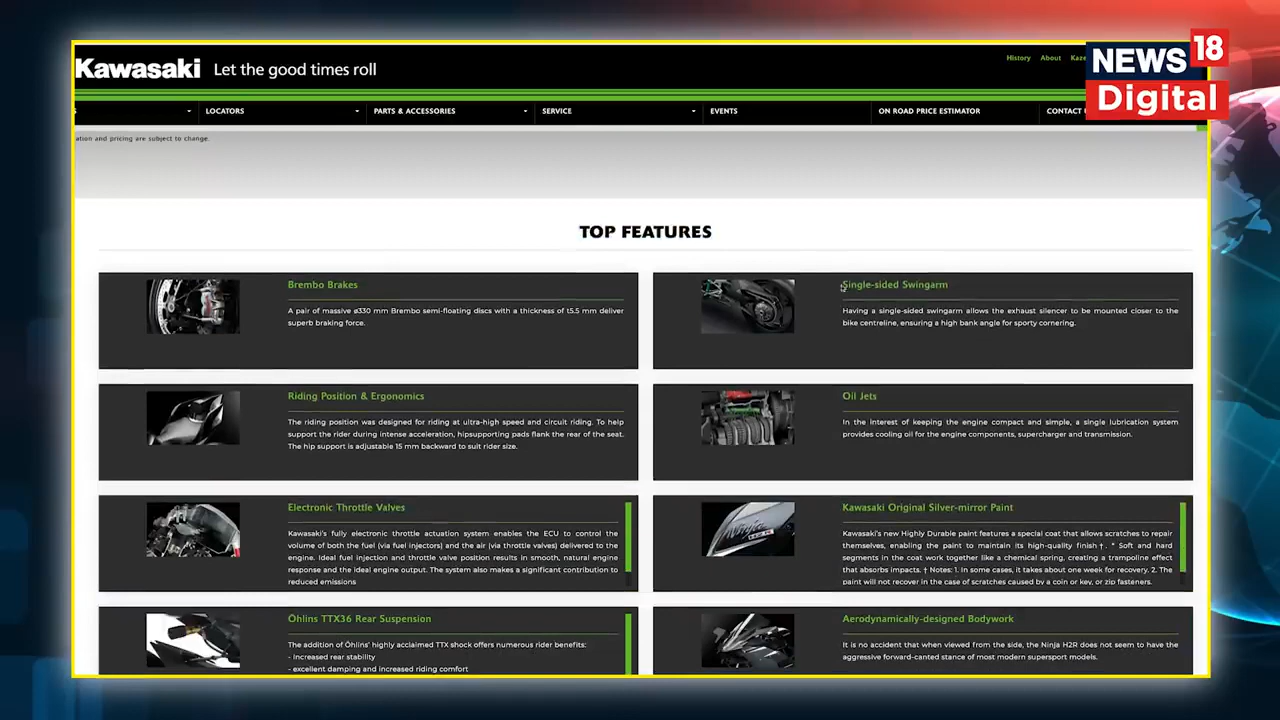 Kawasaki Let the good times roll
History About Kaze
NEWS 18
Digital
LOCATORS PARTS & ACCESSORIES SERVICE EVENTS ON ROAD PRICE ESTIMATOR CONTACT
ation and pricing are subject to change.
TOP FEATURES
Brembo Brakes
A pair of massive ø330 mm Brembo semi-floating discs with a thickness of t5.5 mm deliver
superb braking force.
Single-sided Swingarm
Having a single-sided swingarm allows the exhaust silencer to be mounted closer to the
bike centreline, ensuring a high bank angle for sporty cornering.
Riding Position & Ergonomics
The riding position was designed for riding at ultra-high speed and circuit riding. To help
support the rider during intense acceleration, hipsupporting pads flank the rear of the seat.
The hip support is adjustable 15 mm backward to suit rider size.
Oil Jets
In the interest of keeping the engine compact and simple, a single lubrication system
provides cooling oil for the engine components, supercharger and transmission.
Electronic Throttle Valves
Kawasaki's fully electronic throttle actuation system enables the ECU to control the
volume of both the fuel (via fuel injectors) and the air (via throttle valves) delivered to the
engine. Ideal fuel injection and throttle valve position results in smooth, natural engine
response and the ideal engine output. The system also makes a significant contribution to
reduced emissions
Kawasaki Original Silver-mirror Paint
Kawasaki's new Highly Durable paint features a special coat that allows scratches to repair
themselves, enabling the paint to maintain its high-quality finish†. * Soft and hard
segments in the coat work together like a chemical spring, creating a trampoline effect
that absorbs impacts. † Notes: 1. In some cases, it takes about one week for recovery. 2. The
paint will not recover in the case of scratches caused by a coin or key, or zip fasteners.
Öhlins TTX36 Rear Suspension
The addition of Öhlins' highly acclaimed TTX shock offers numerous rider benefits:
- increased rear stability
- excellent damping and increased riding comfort
Aerodynamically-designed Bodywork
It is no accident that when viewed from the side, the Ninja H2R does not seem to have the
aggressive forward-canted stance of most modern supersport models.